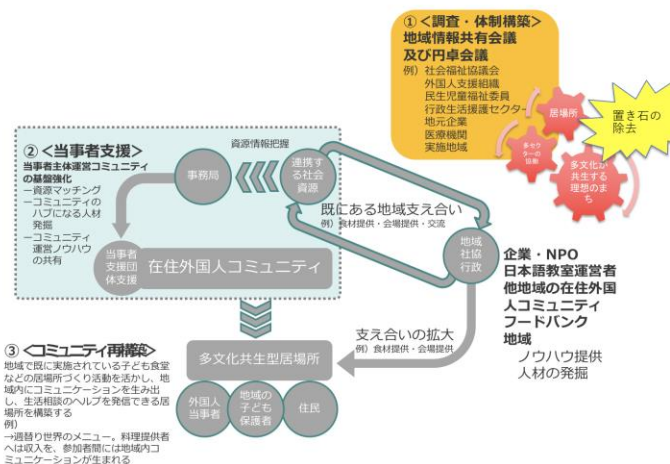 ① <調査・体制構築>
地域情報共有会議
及び円卓会議
例）社会福祉協議会
外国人支援組織
民生児童福祉委員
行政生活援護セクター
地元企業
医療機関
実施地域
居場所
多セクターの
協働
多文化が
共生する
理想のま
ち
置き石の
除去
② <当事者支援>
当事者主体運営コミュニティ
の基盤強化
―資源マッチング
―コミュニティの
ハブになる人材
発掘
―コミュニティ
運営ノウハウ
の共有
資源情報把握
事務局
連携す
る社会
資源
当事者
支援団
体支援
在住外国人コミュニティ
既にある地域支え合い
例）食材提供・会場提供・交流
地域
社協
行政
企業・NPO
日本語教室運営者
他地域の在住外国
人コミュニティ
フードバンク
地域
ノウハウ提供
人材の発掘
支え合いの拡大
例）食材提供・会場提供
③ <コミュニティ再構築>
地域で既に実施されている子ども食堂
などの居場所づくり活動を活かし、地
域内にコミュニケーションを生み出
し、生活相談のヘルプを発信できる居
場所を構築する
例）
→週替り世界のメニュー。料理提供者
へは収入を、参加者間には地域内コ
ミュニケーションが生まれる
多文化共生型居場所
外国人
当事者
地域の
子ども
保護者
住民